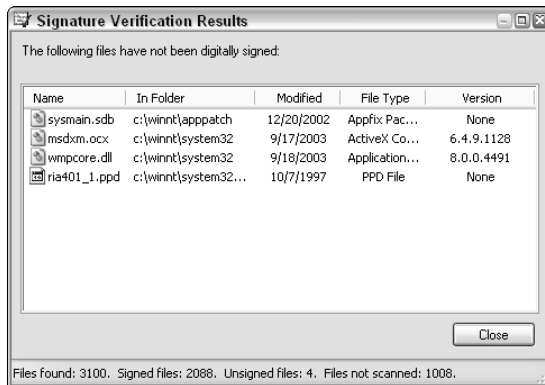 Signature Verification Results
The following files have not been digitally signed:
Name In Folder Modified File Type Version
sysmain.sdb c:\winnt\apppatch 12/20/2002 Appfix Pac... None
msdxm.ocx c:\winnt\system32 9/17/2003 ActiveX Co... 6.4.9.1128
wmpcore.dll c:\winnt\system32 9/18/2003 Application... 8.0.0.4491
ria401_1.ppd c:\winnt\system32... 10/7/1997 PPD File None
Close
Files found: 3100. Signed files: 2088. Unsigned files: 4. Files not scanned: 1008.